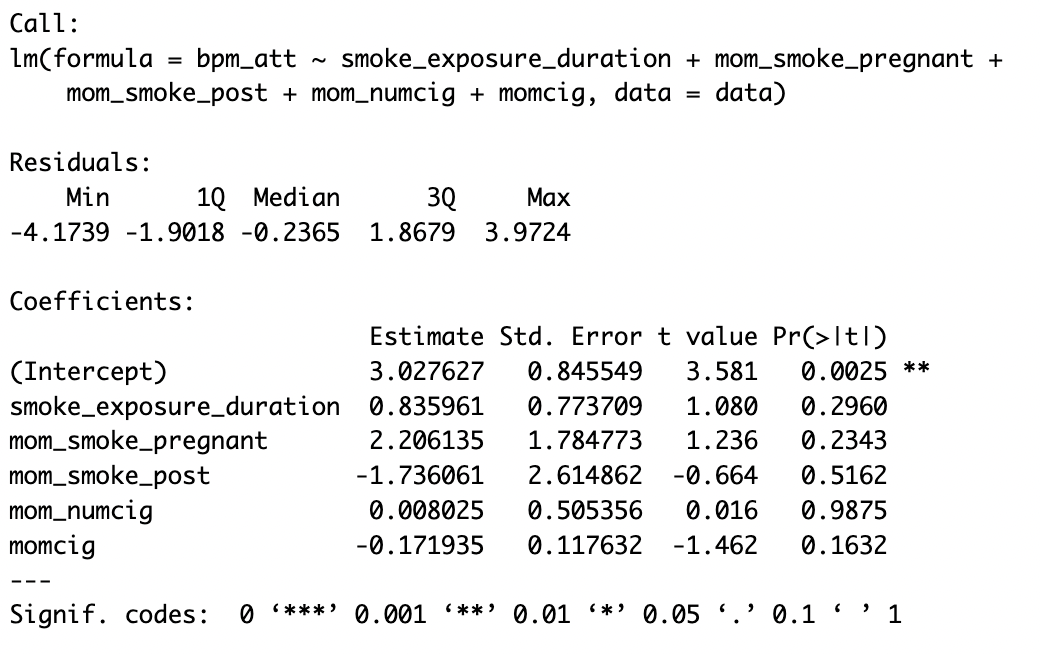 Call:
lm(formula = bpm_att ~ smoke_exposure_duration + mom_smoke_pregnant +
    mom_smoke_post + mom_numcig + momcig, data = data)

Residuals:
    Min      1Q  Median      3Q     Max
-4.1739 -1.9018 -0.2365  1.8679  3.9724

Coefficients:
                         Estimate Std. Error t value Pr(>|t|)
(Intercept)              3.027627   0.845549   3.581   0.0025 **
smoke_exposure_duration  0.835961   0.773709   1.080   0.2960
mom_smoke_pregnant       2.206135   1.784773   1.236   0.2343
mom_smoke_post          -1.736061   2.614862  -0.664   0.5162
mom_numcig               0.008025   0.505356   0.016   0.9875
momcig                  -0.171935   0.117632  -1.462   0.1632
---
Signif. codes:  0 ‘***’ 0.001 ‘**’ 0.01 ‘*’ 0.05 ‘.’ 0.1 ‘ ’ 1